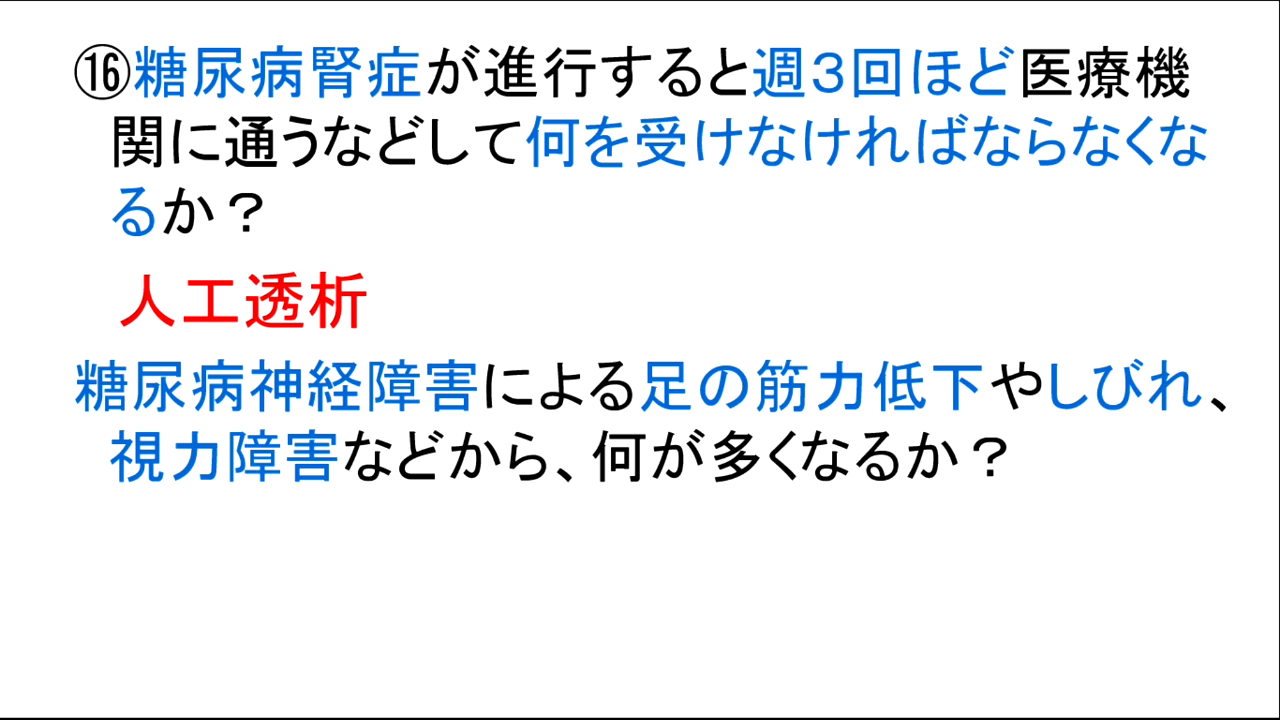 ⑯糖尿病腎症が進行すると週３回ほど医療機
関に通うなどして何を受けなければならなくな
るか？
人工透析
糖尿病神経障害による足の筋力低下やしびれ、
視力障害などから、何が多くなるか？